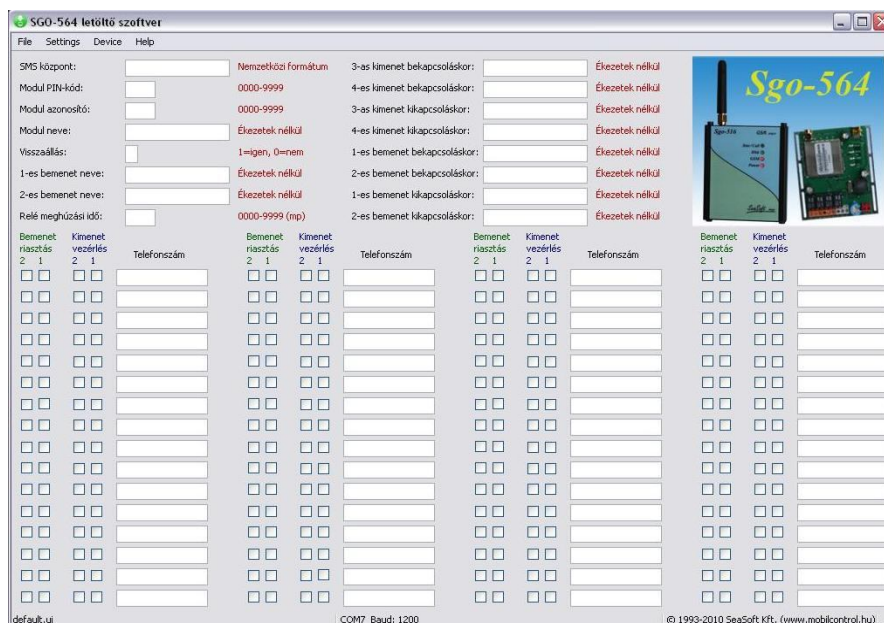 SGO-564 letöltő szoftver
File Settings Device Help
SMS központ: Nemzetközi formátum 3-as kimenet bekapcsoláskor: Ékezetek nélkül
Modul PIN-kód: 0000-9999 4-es kimenet bekapcsoláskor: Ékezetek nélkül
Modul azonosító: 0000-9999 3-as kimenet kikapcsoláskor: Ékezetek nélkül
Modul neve: Ékezetek nélkül 4-es kimenet kikapcsoláskor: Ékezetek nélkül
Visszaállás: 1=igen, 0=nem 1-es bemenet bekapcsoláskor: Ékezetek nélkül
1-es bemenet neve: Ékezetek nélkül 2-es bemenet bekapcsoláskor: Ékezetek nélkül
2-es bemenet neve: Ékezetek nélkül 1-es bemenet kikapcsoláskor: Ékezetek nélkül
Relé meghúzási idő: 0000-9999 (mp) 2-es bemenet kikapcsoláskor: Ékezetek nélkül
Sgo-564
SeaSoft
Bemenet Kimenet Bemenet Kimenet Bemenet Kimenet Bemenet Kimenet
riasztás vezérlés riasztás vezérlés riasztás vezérlés riasztás vezérlés
Telefonszám Telefonszám Telefonszám Telefonszám
2 1 2 1 2 1 2 1 2 1 2 1 2 1 2 1
default.ui COM7 Baud: 1200 © 1993-2010 SeaSoft Kft. (www.mobilcontrol.hu)